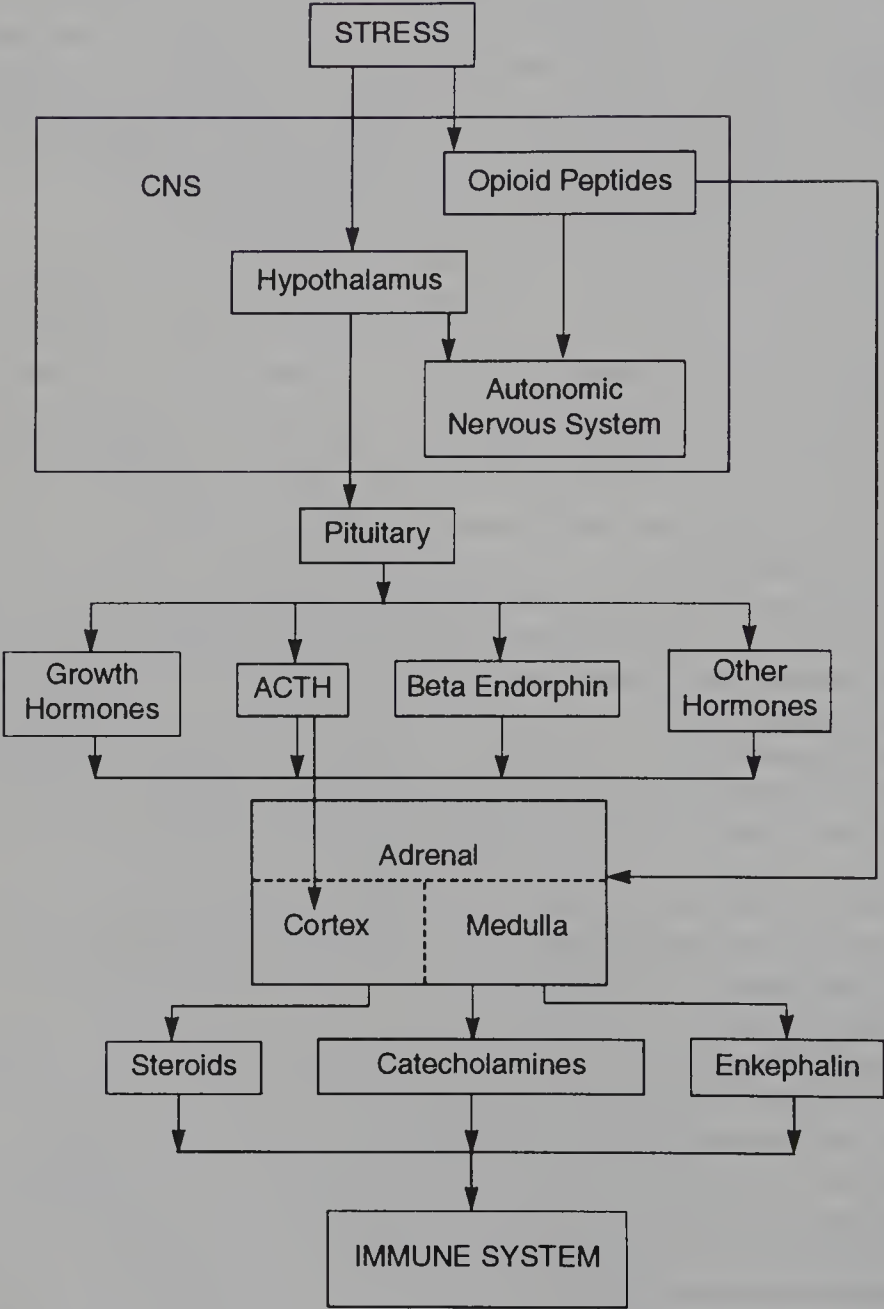 STRESS
CNS
Opioid Peptides
Hypothalamus
Autonomic
Nervous System
Pituitary
Growth
Hormones
ACTH
Beta Endorphin
Other
Hormones
Adrenal
Cortex
Medulla
Steroids
Catecholamines
Enkephalin
IMMUNE SYSTEM